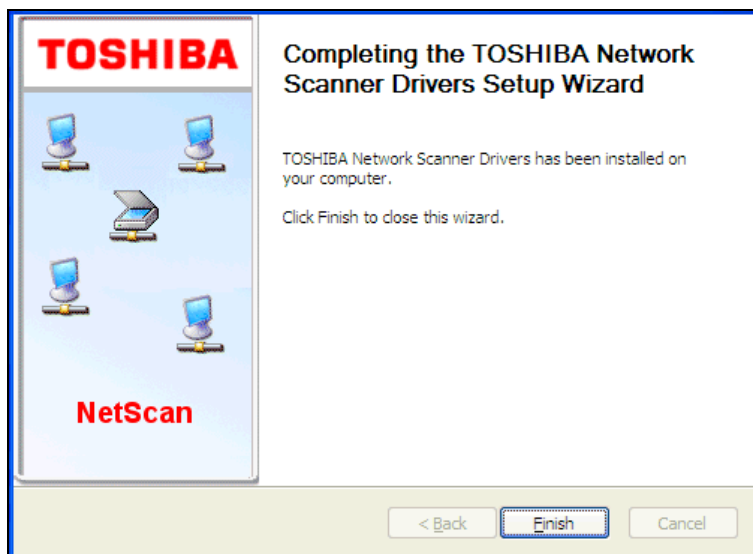 TOSHIBA
Completing the TOSHIBA Network
Scanner Drivers Setup Wizard
TOSHIBA Network Scanner Drivers has been installed on
your computer.
Click Finish to close this wizard.
NetScan
< Back
Finish
Cancel